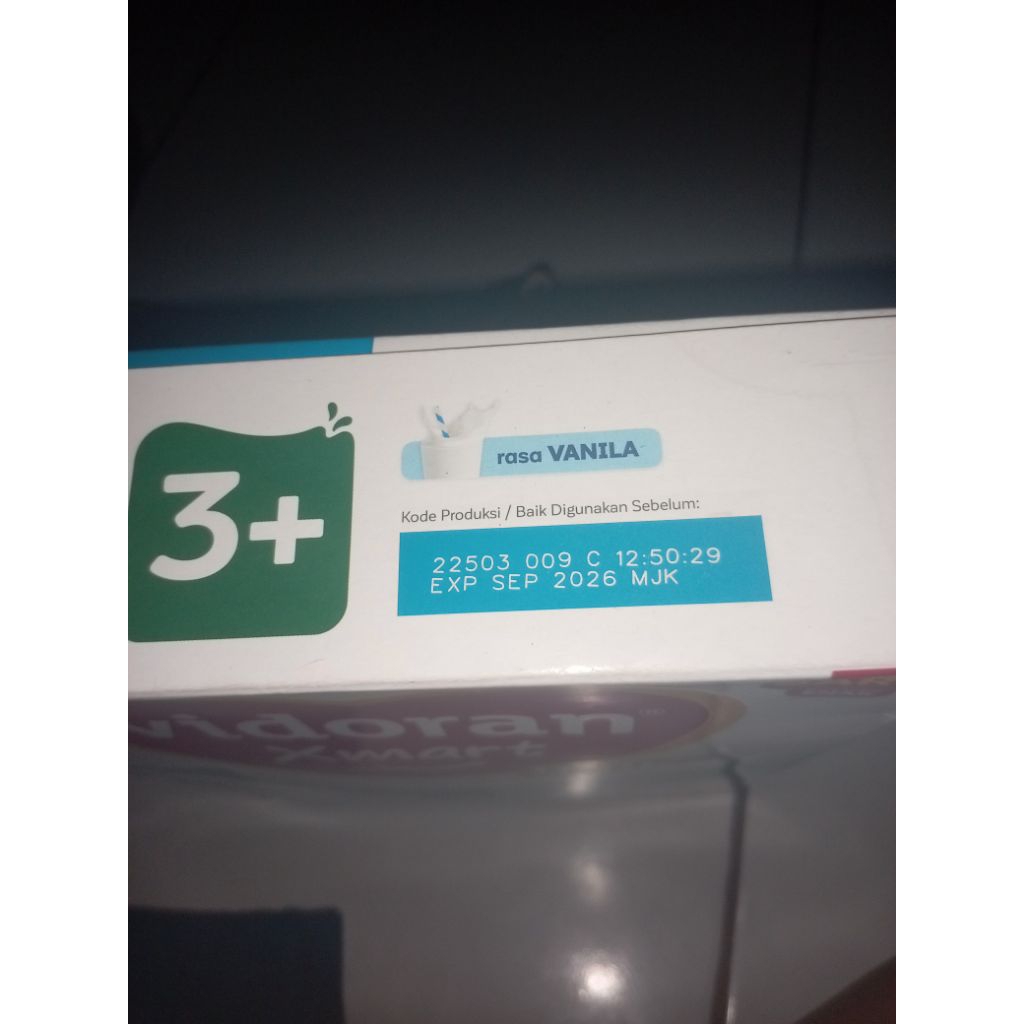 3+
rasa VANILA
Kode Produksi / Baik Digunakan Sebelum:
22503 009 C 12:50:29
EXP SEP 2026 MJK
vidoran
Xmart